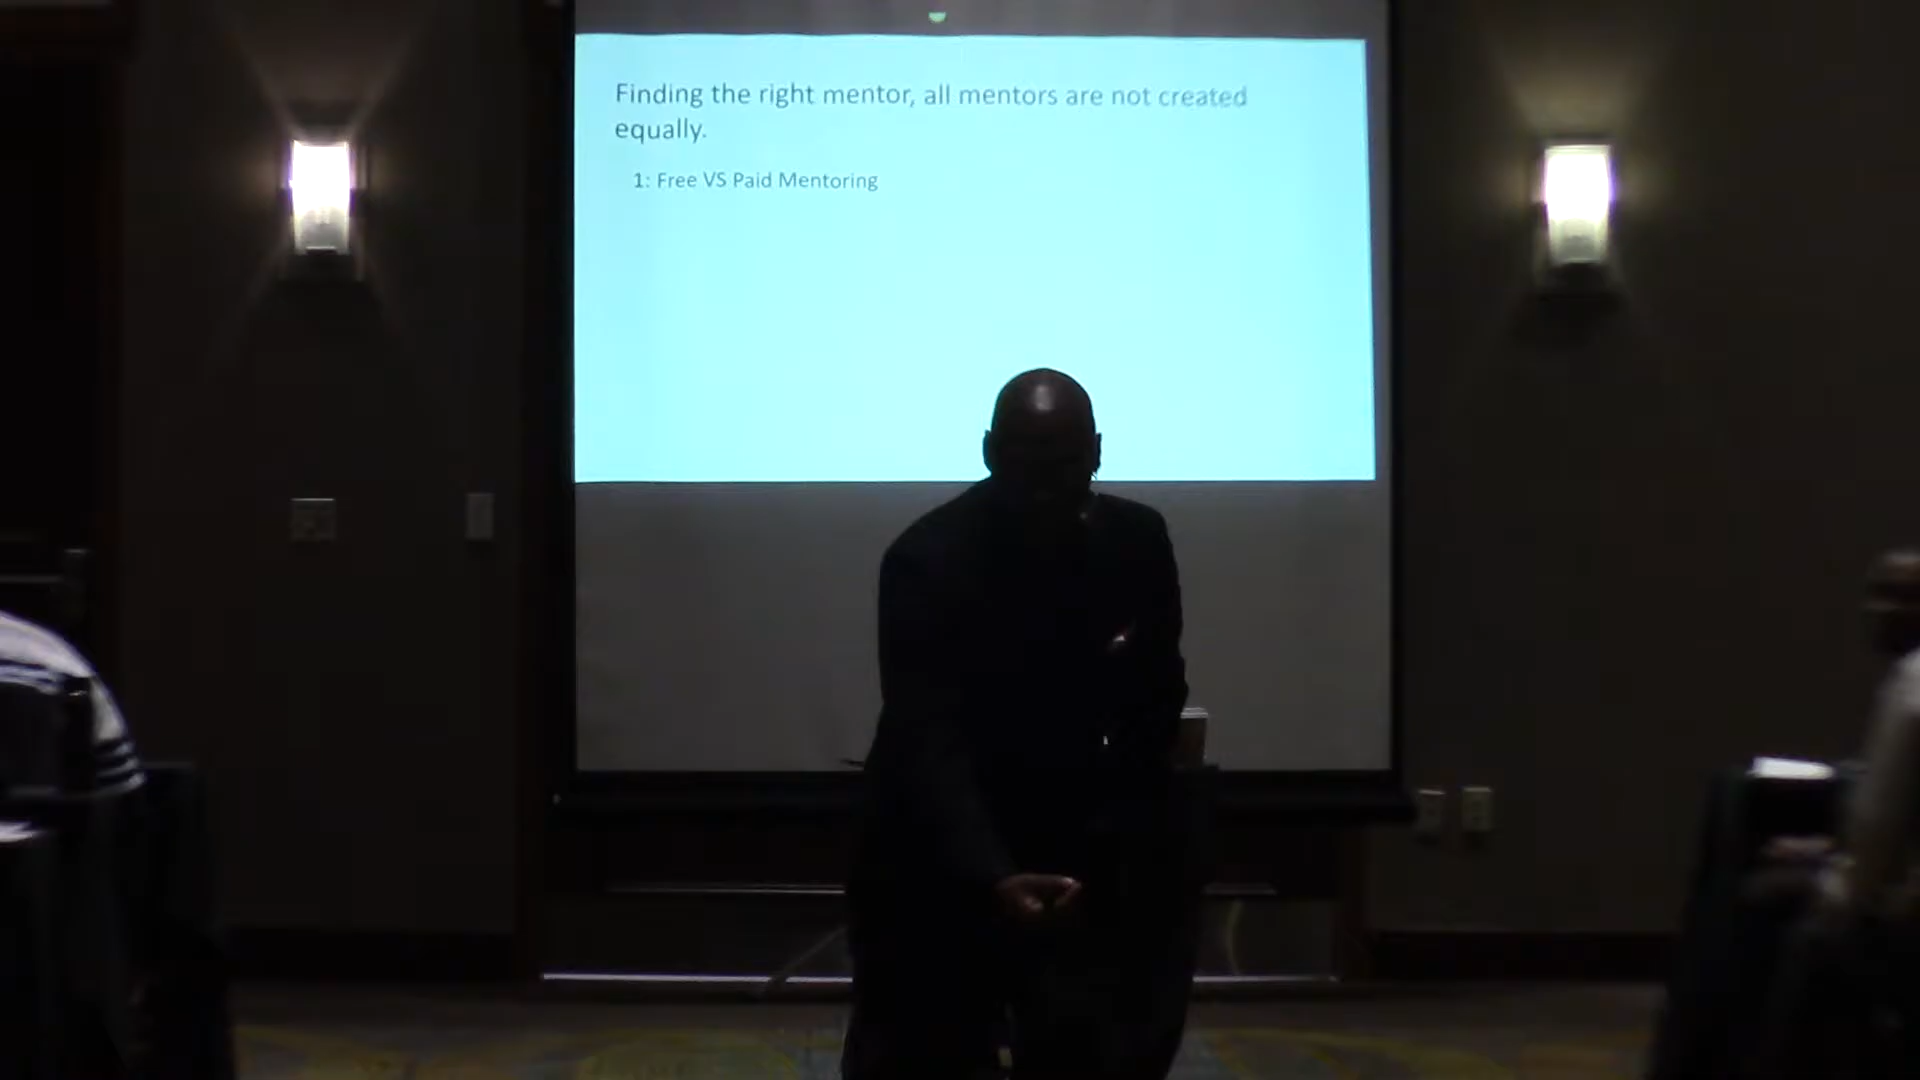 Finding the right mentor, all mentors are not created
equally.
1: Free VS Paid Mentoring